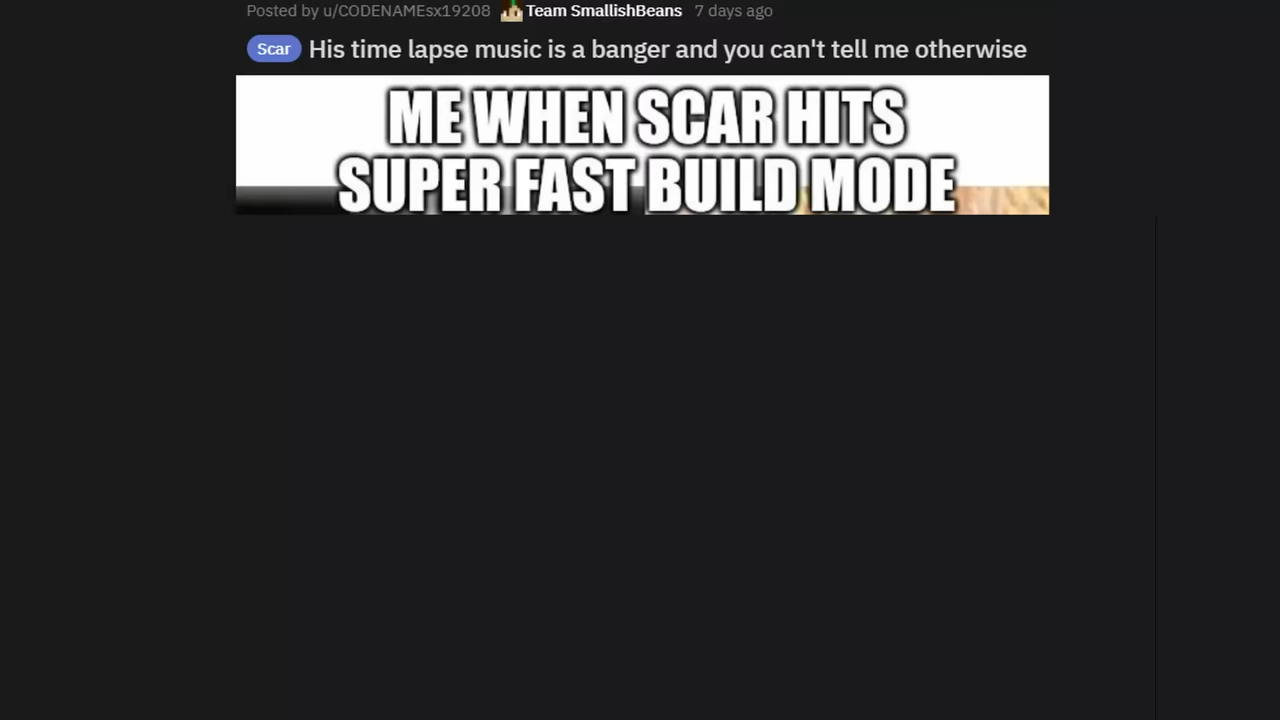 Posted by u/CODENAMEsx19208 Team SmallishBeans 7 days ago
Scar His time lapse music is a banger and you can't tell me otherwise
ME WHEN SCAR HITS
SUPER FAST BUILD MODE